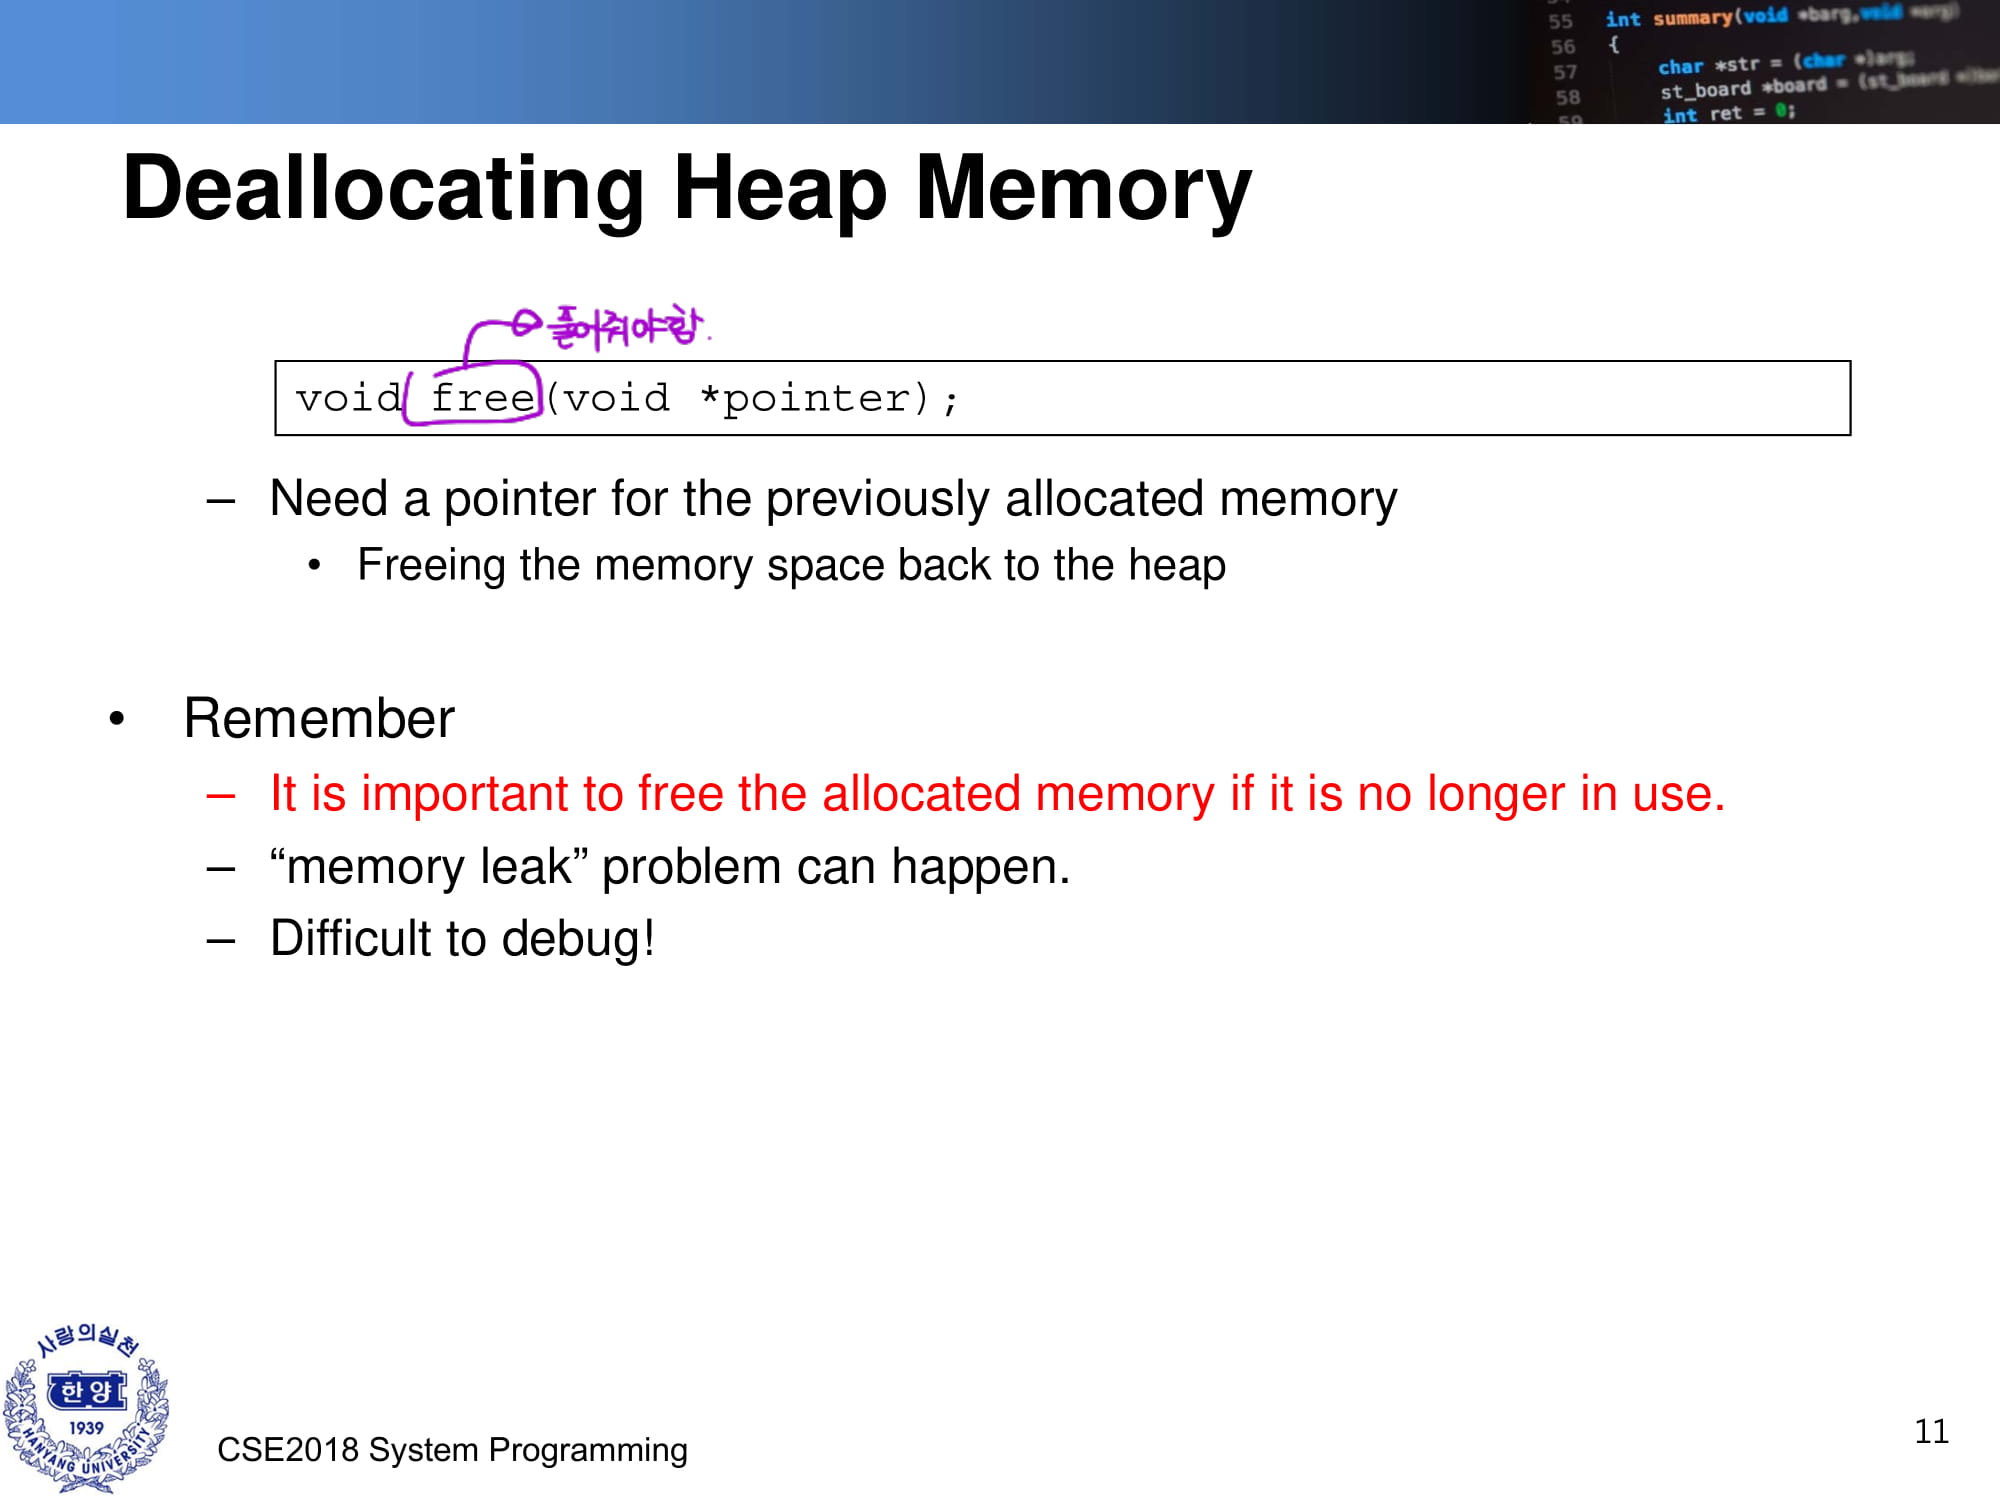 55 int summary(void *barg,void *arg)
56 {
57 char *str = (char *)arg;
58 st_board *board = (st_board *)
59 int ret = 0;
Deallocating Heap Memory
풀어줘야함.
void free(void *pointer);
– Need a pointer for the previously allocated memory
• Freeing the memory space back to the heap
• Remember
– It is important to free the allocated memory if it is no longer in use.
– “memory leak” problem can happen.
– Difficult to debug!
사랑의실천
한양
1939
HANYANG UNIVERSITY
CSE2018 System Programming
11